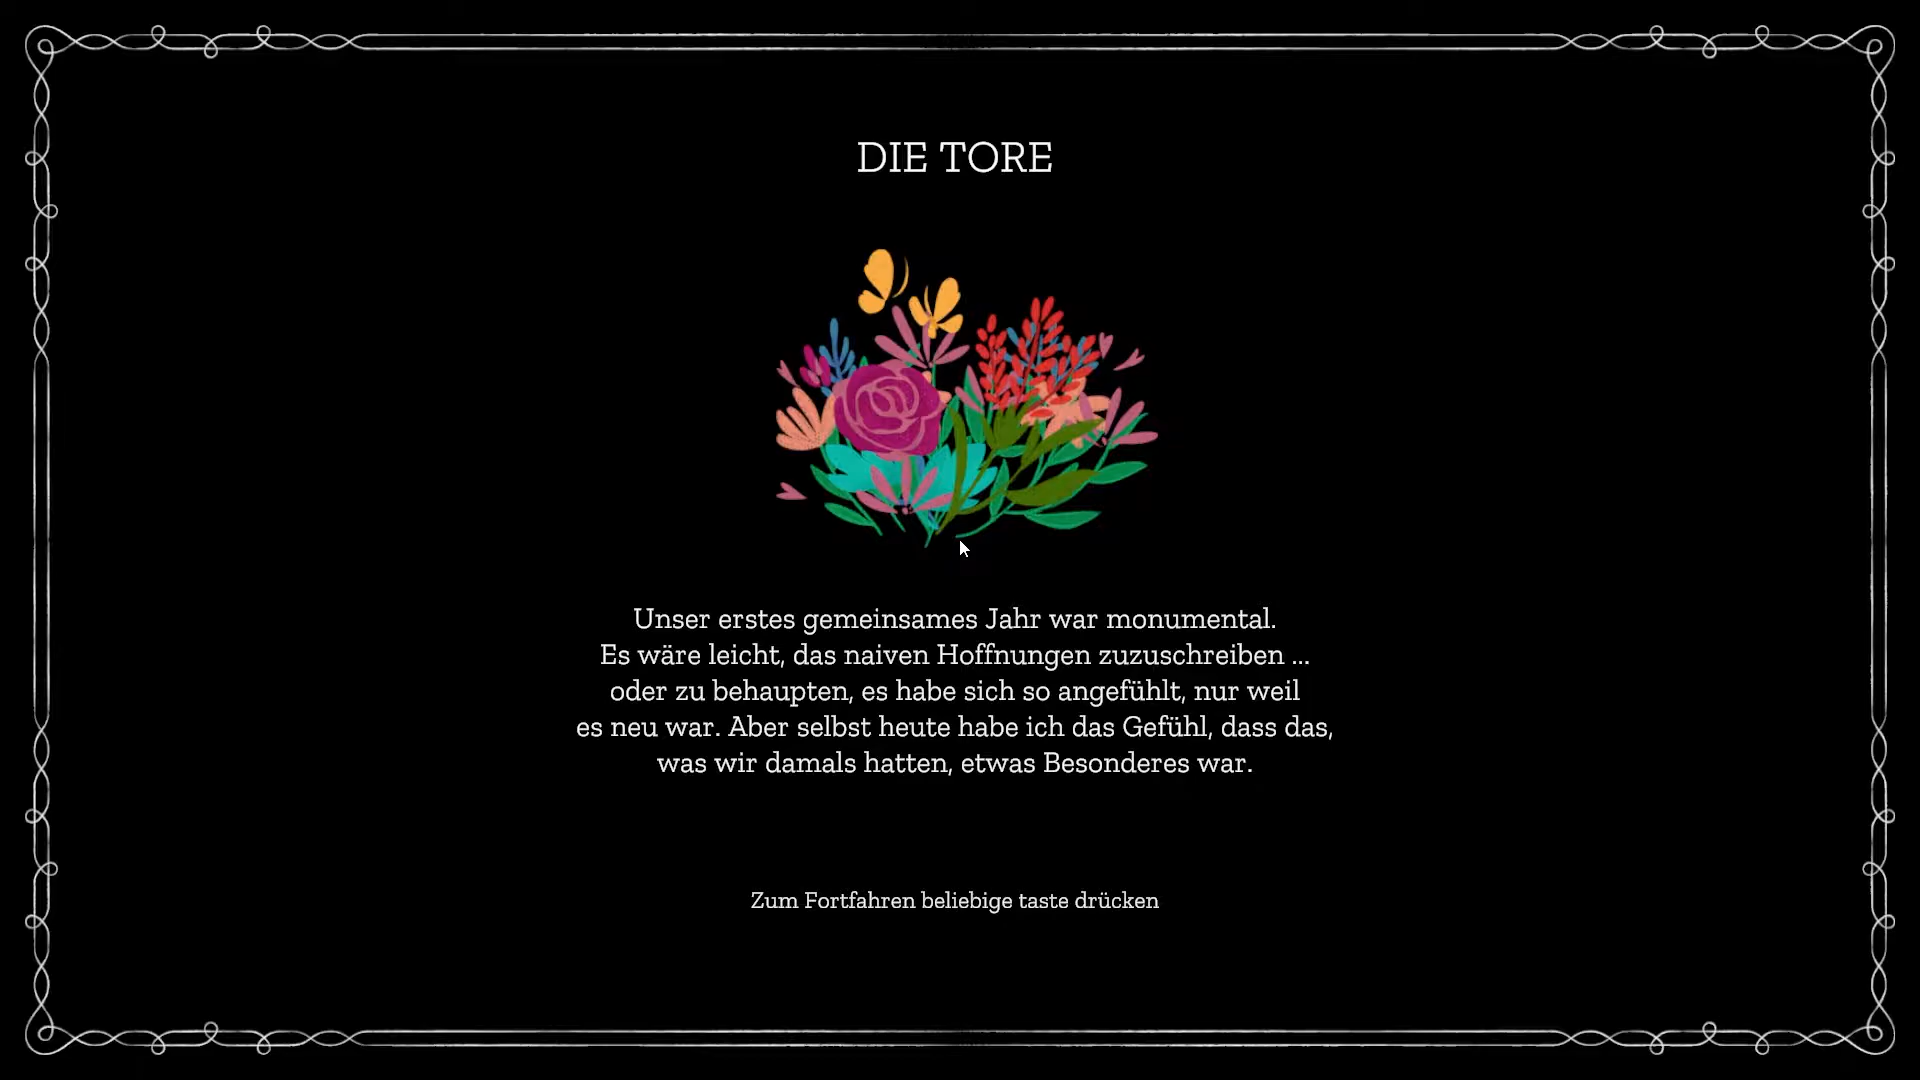 DIE TORE
Unser erstes gemeinsames Jahr war monumental.
Es wäre leicht, das naiven Hoffnungen zuzuschreiben ...
oder zu behaupten, es habe sich so angefühlt, nur weil
es neu war. Aber selbst heute habe ich das Gefühl, dass das,
was wir damals hatten, etwas Besonderes war.
Zum Fortfahren beliebige taste drücken